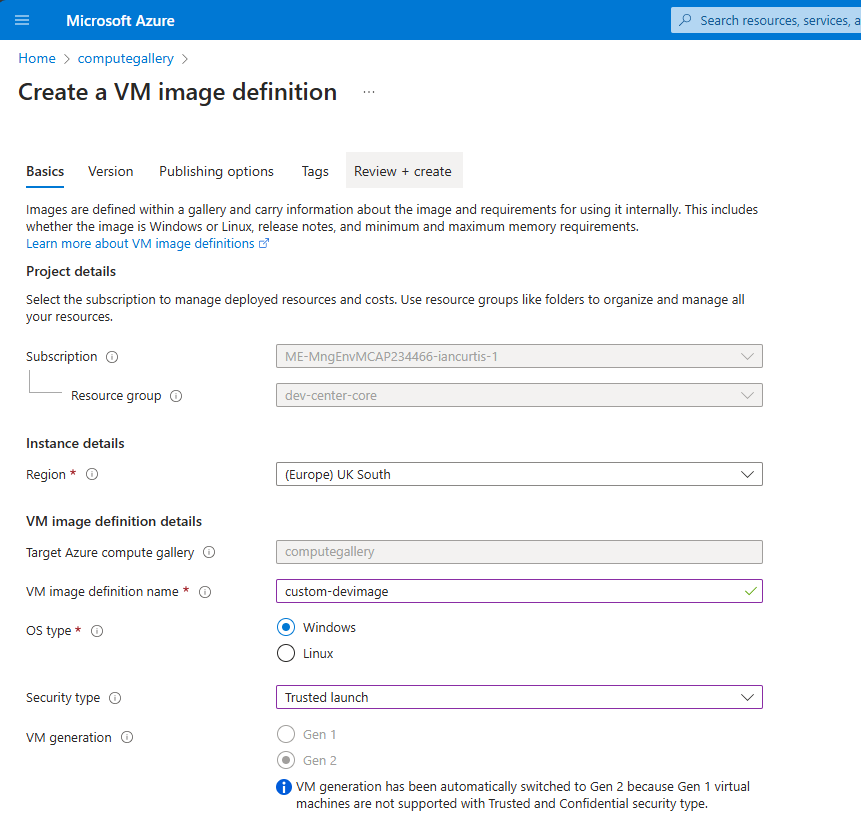 Microsoft Azure
Search resources, services, a
Home > computegallery >
Create a VM image definition ...
Basics Version Publishing options Tags Review + create
Images are defined within a gallery and carry information about the image and requirements for using it internally. This includes
whether the image is Windows or Linux, release notes, and minimum and maximum memory requirements.
Learn more about VM image definitions
Project details
Select the subscription to manage deployed resources and costs. Use resource groups like folders to organize and manage all
your resources.
Subscription
ME-MngEnvMCAP234466-iancurtis-1
Resource group
dev-center-core
Instance details
Region *
(Europe) UK South
VM image definition details
Target Azure compute gallery
computegallery
VM image definition name *
custom-devimage
OS type *
Windows
Linux
Security type
Trusted launch
VM generation
Gen 1
Gen 2
VM generation has been automatically switched to Gen 2 because Gen 1 virtual
machines are not supported with Trusted and Confidential security type.